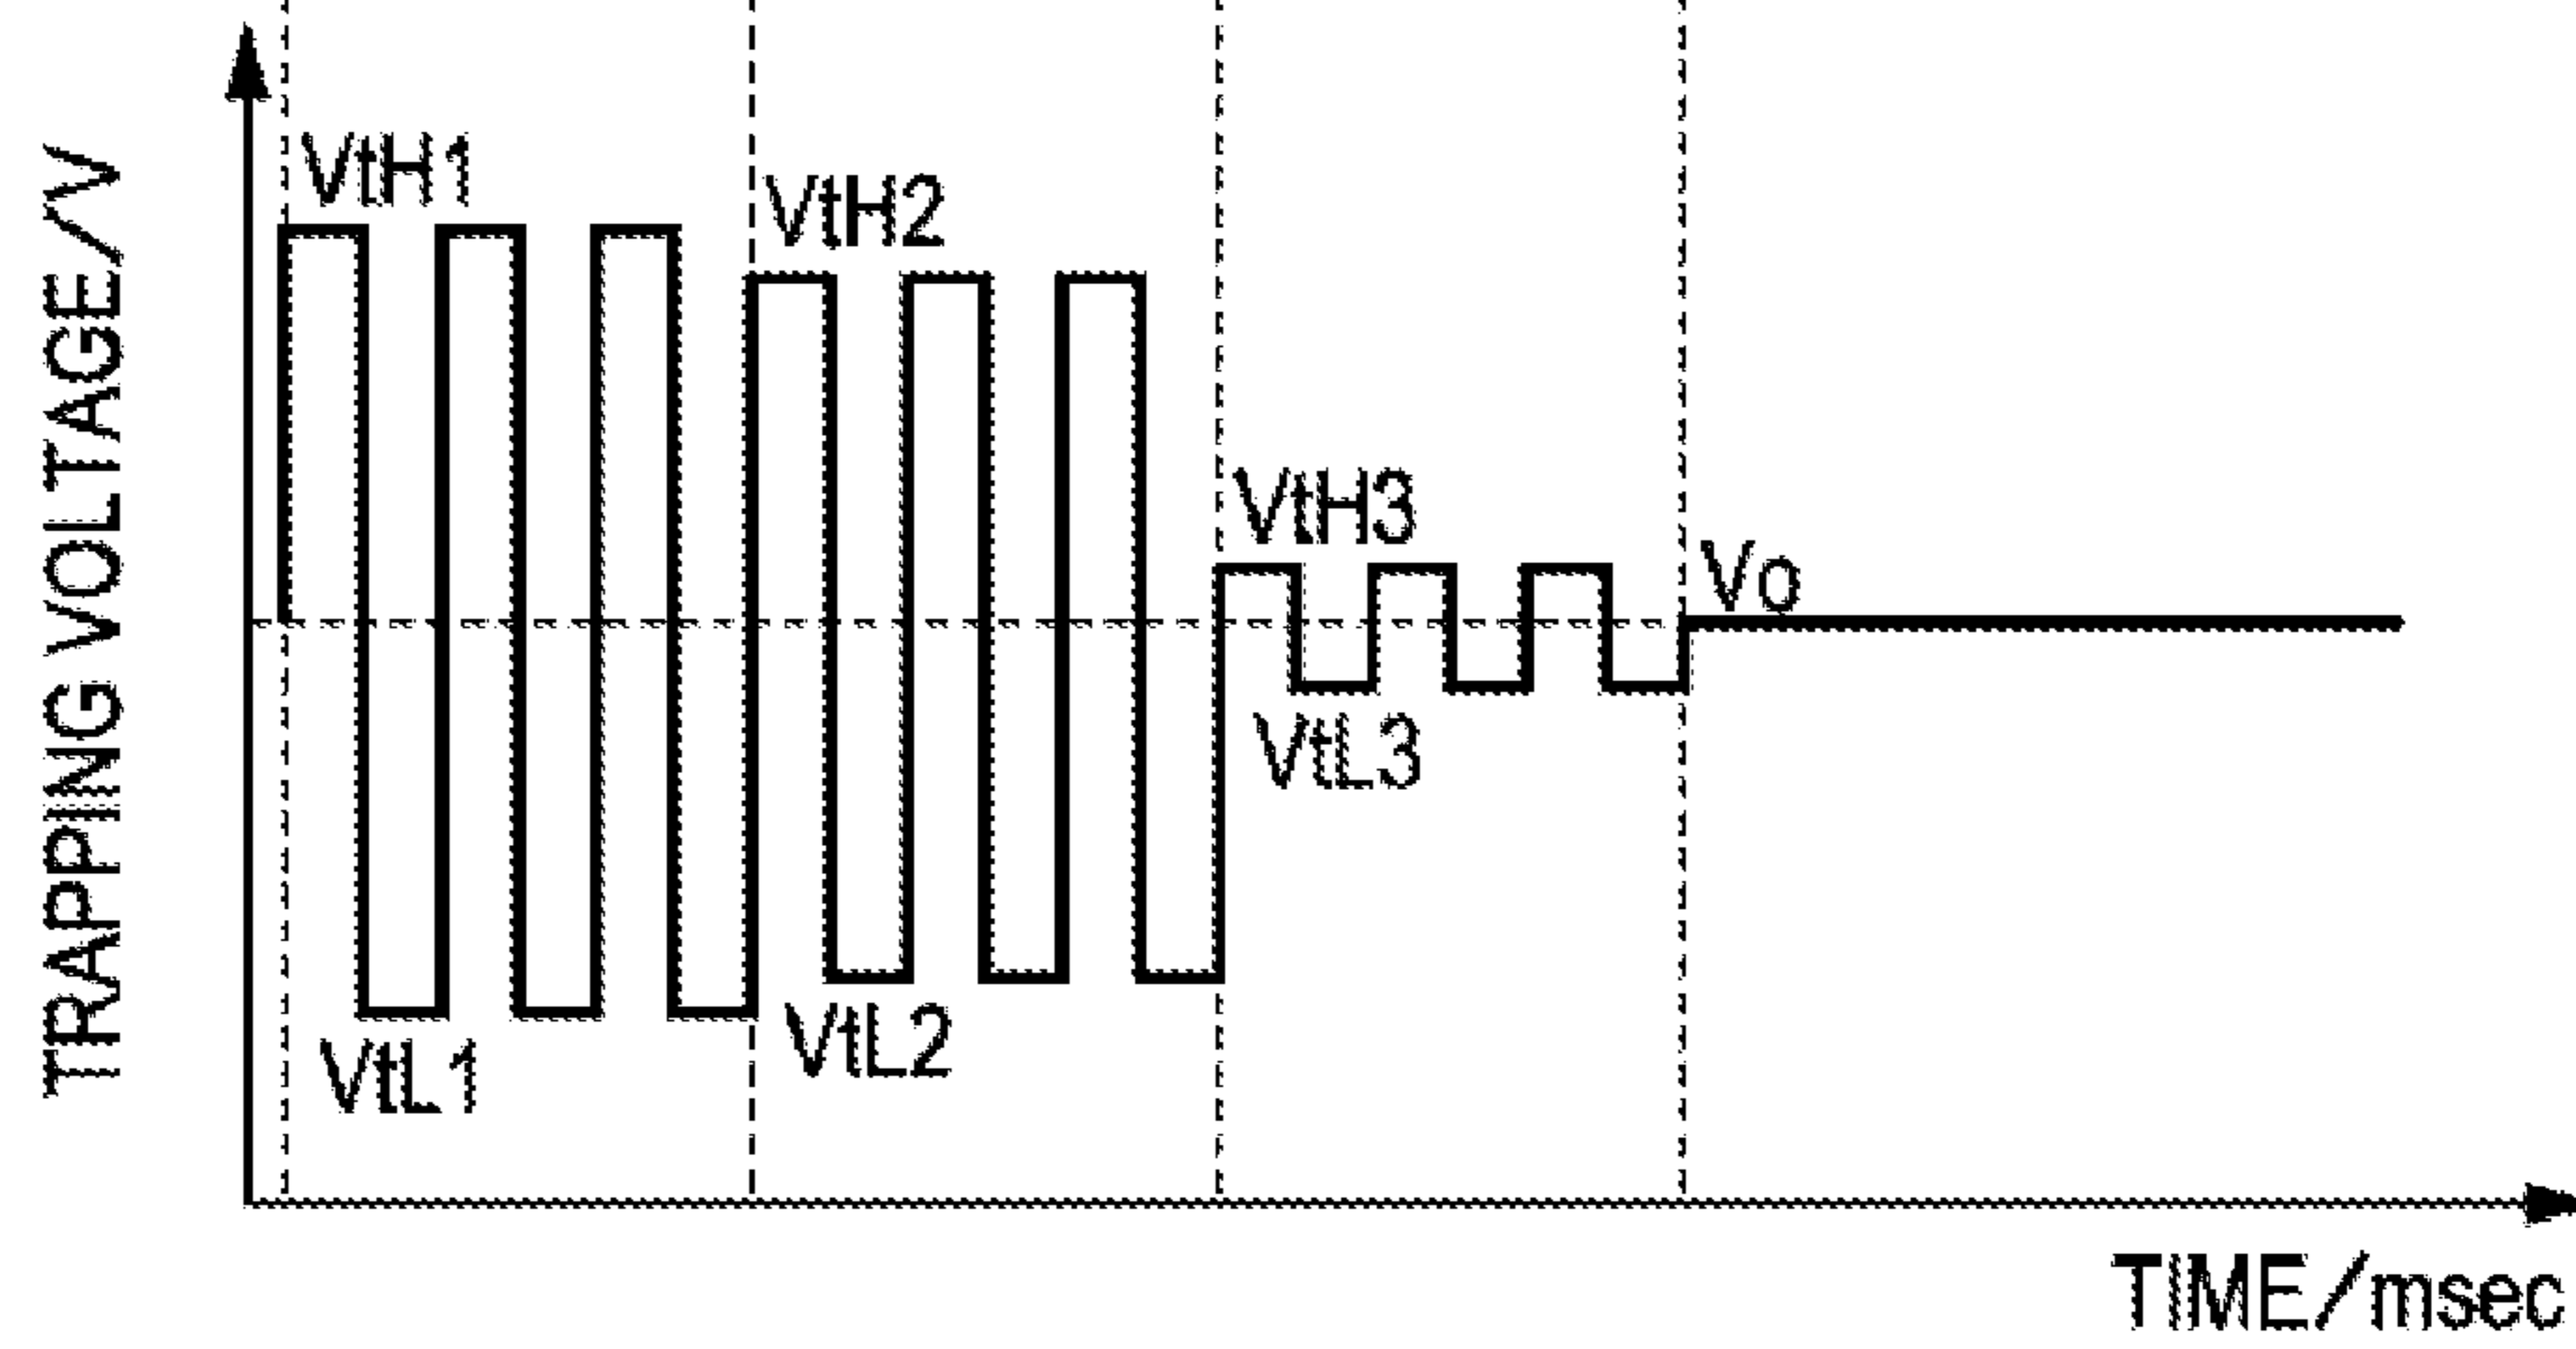 TRAPPING VOLTAGE/V
VtH1
VtH2
VtH3
Vo
VtL3
VtL2
VtL1
TIME/msec